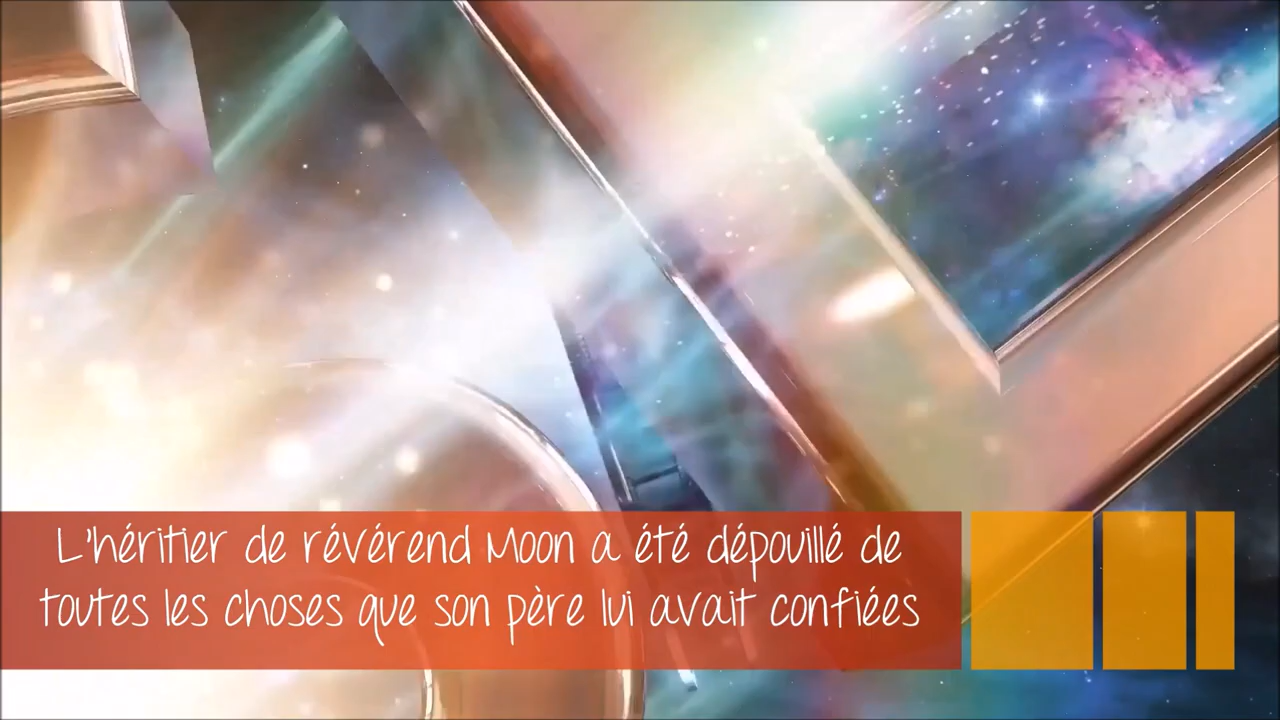 L'héritier de révérend Moon a été dépouillé de
toutes les choses que son père lui avait confiées